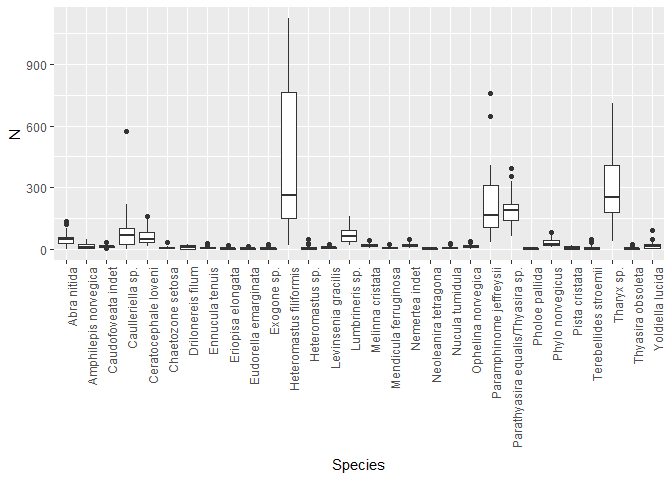 N
900
600
300
0
Abra nitida
Amphilepis norvegica
Caudofoveata indet
Caulleriella sp.
Ceratocephale loveni
Chaetozone setosa
Drilonereis filum
Ennucula tenuis
Eriopisa elongata
Eudorella emarginata
Exogone sp.
Heteromastus filiformis
Heteromastus sp.
Levinsenia gracilis
Lumbrineris sp.
Melinna cristata
Mendicula ferruginosa
Nemertea indet
Neoleanira tetragona
Nucula tumidula
Ophelina norvegica
Paramphinome jeffreysii
Parathyasira equalis/Thyasira sp.
Pholoe pallida
Phylo norvegicus
Pista cristata
Terebellides stroemii
Tharyx sp.
Thyasira obsoleta
Yoldiella lucida
Species